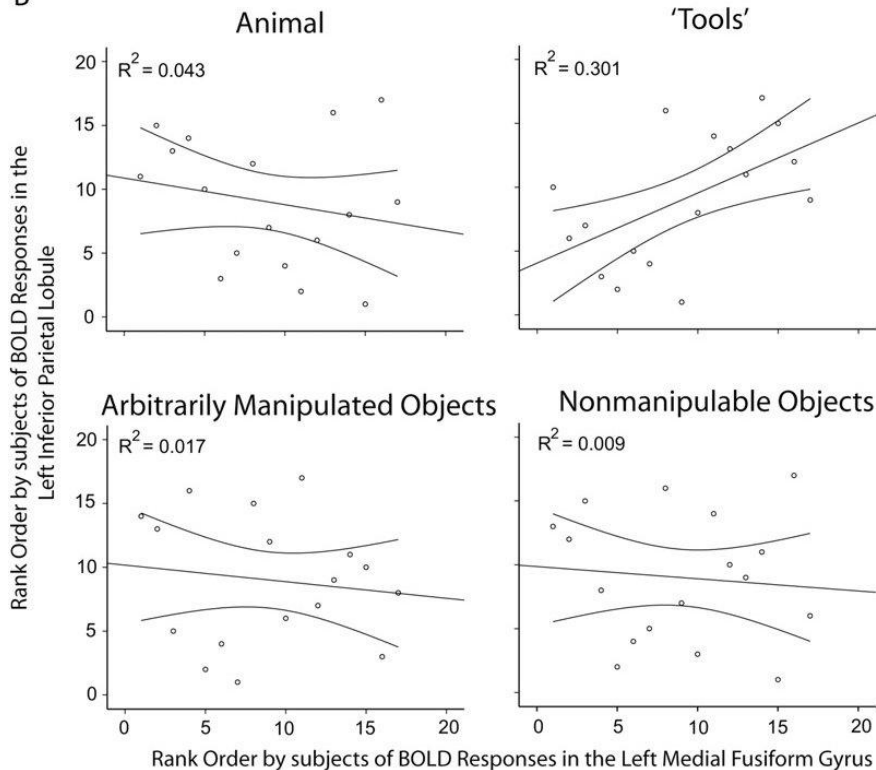 Animal
‘Tools’
R2 = 0.043
R2 = 0.301
20
15
10
5
0
Rank Order by subjects of BOLD Responses in the
Left Inferior Parietal Lobule
Arbitrarily Manipulated Objects
Nonmanipulable Objects
R2 = 0.017
R2 = 0.009
20
15
10
5
0
0 5 10 15 20
0 5 10 15 20
Rank Order by subjects of BOLD Responses in the Left Medial Fusiform Gyrus